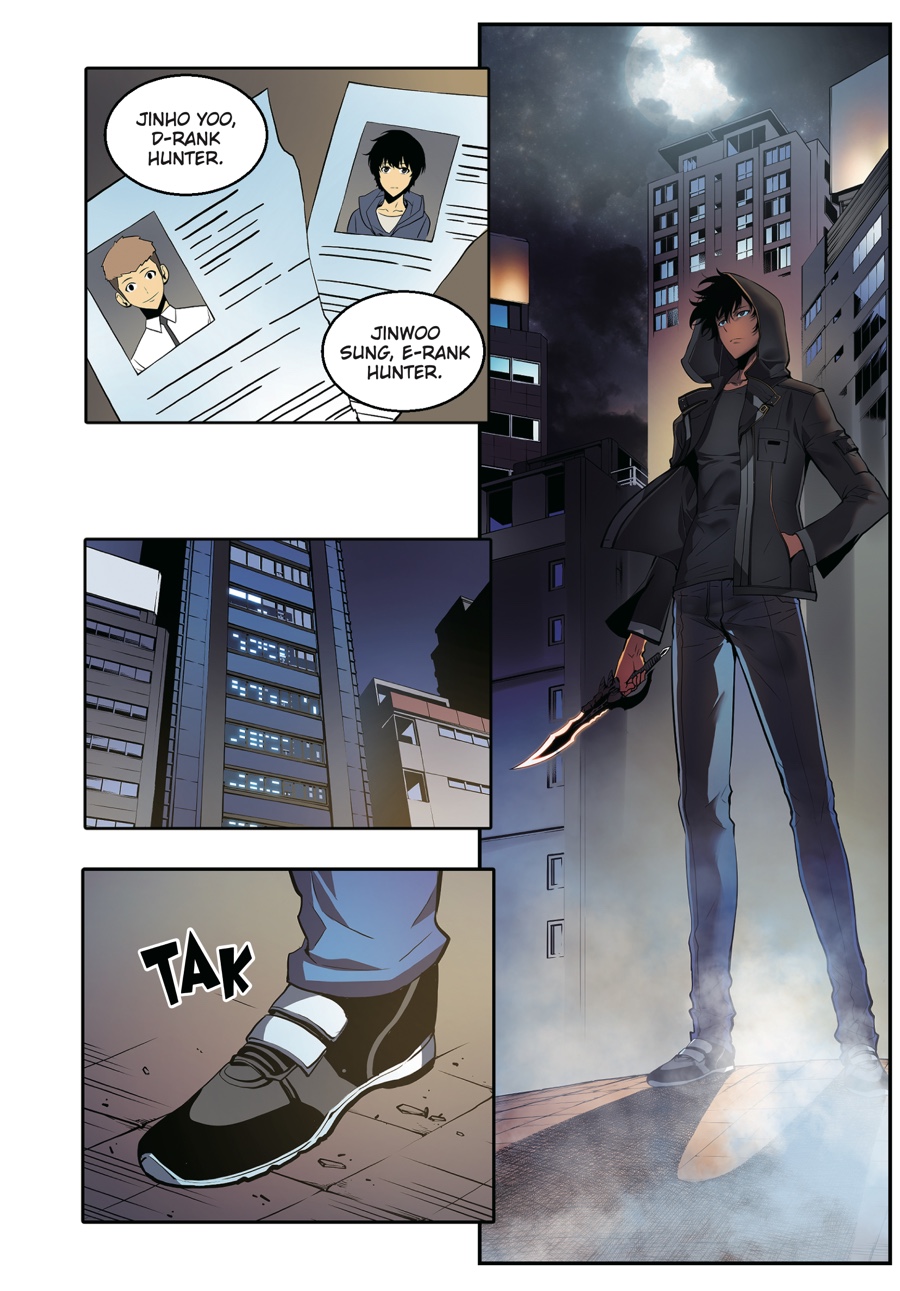 JINHO YOO,
D-RANK
HUNTER.
JINWOO
SUNG, E-RANK
HUNTER.
TAK